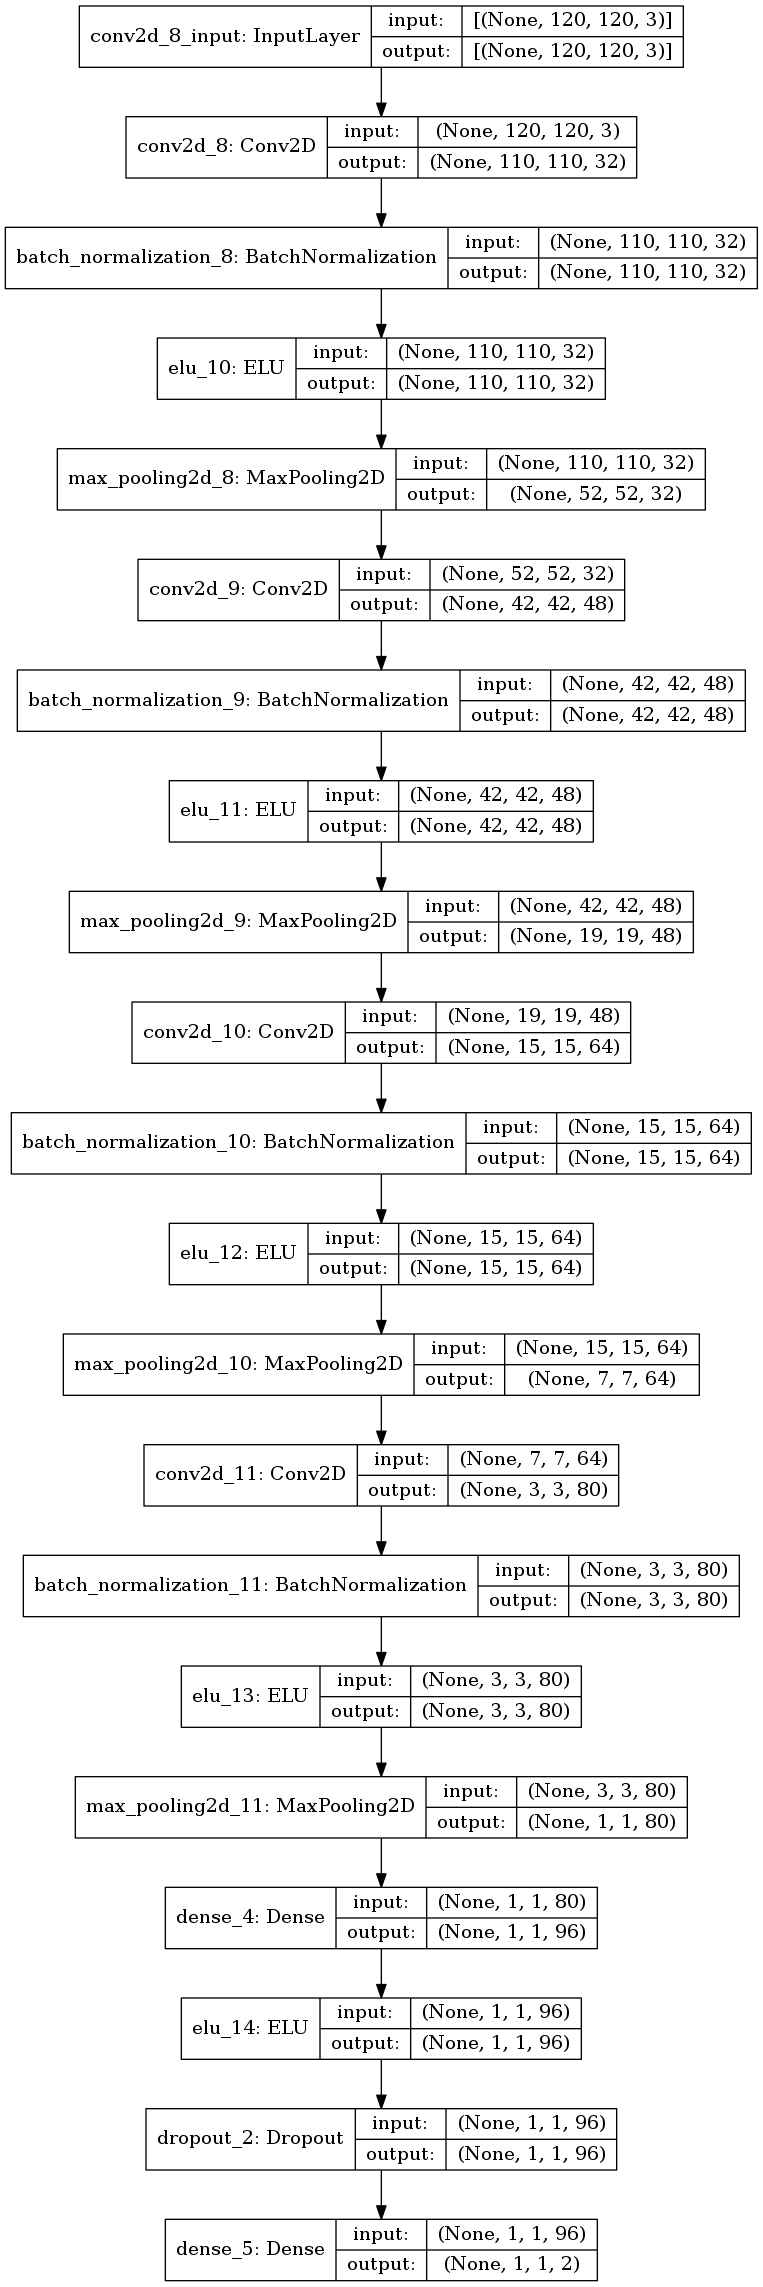 conv2d_8_input: InputLayer
input: [(None, 120, 120, 3)]
output: [(None, 120, 120, 3)]
conv2d_8: Conv2D
input: (None, 120, 120, 3)
output: (None, 110, 110, 32)
batch_normalization_8: BatchNormalization
input: (None, 110, 110, 32)
output: (None, 110, 110, 32)
elu_10: ELU
input: (None, 110, 110, 32)
output: (None, 110, 110, 32)
max_pooling2d_8: MaxPooling2D
input: (None, 110, 110, 32)
output: (None, 52, 52, 32)
conv2d_9: Conv2D
input: (None, 52, 52, 32)
output: (None, 42, 42, 48)
batch_normalization_9: BatchNormalization
input: (None, 42, 42, 48)
output: (None, 42, 42, 48)
elu_11: ELU
input: (None, 42, 42, 48)
output: (None, 42, 42, 48)
max_pooling2d_9: MaxPooling2D
input: (None, 42, 42, 48)
output: (None, 19, 19, 48)
conv2d_10: Conv2D
input: (None, 19, 19, 48)
output: (None, 15, 15, 64)
batch_normalization_10: BatchNormalization
input: (None, 15, 15, 64)
output: (None, 15, 15, 64)
elu_12: ELU
input: (None, 15, 15, 64)
output: (None, 15, 15, 64)
max_pooling2d_10: MaxPooling2D
input: (None, 15, 15, 64)
output: (None, 7, 7, 64)
conv2d_11: Conv2D
input: (None, 7, 7, 64)
output: (None, 3, 3, 80)
batch_normalization_11: BatchNormalization
input: (None, 3, 3, 80)
output: (None, 3, 3, 80)
elu_13: ELU
input: (None, 3, 3, 80)
output: (None, 3, 3, 80)
max_pooling2d_11: MaxPooling2D
input: (None, 3, 3, 80)
output: (None, 1, 1, 80)
dense_4: Dense
input: (None, 1, 1, 80)
output: (None, 1, 1, 96)
elu_14: ELU
input: (None, 1, 1, 96)
output: (None, 1, 1, 96)
dropout_2: Dropout
input: (None, 1, 1, 96)
output: (None, 1, 1, 96)
dense_5: Dense
input: (None, 1, 1, 96)
output: (None, 1, 1, 2)